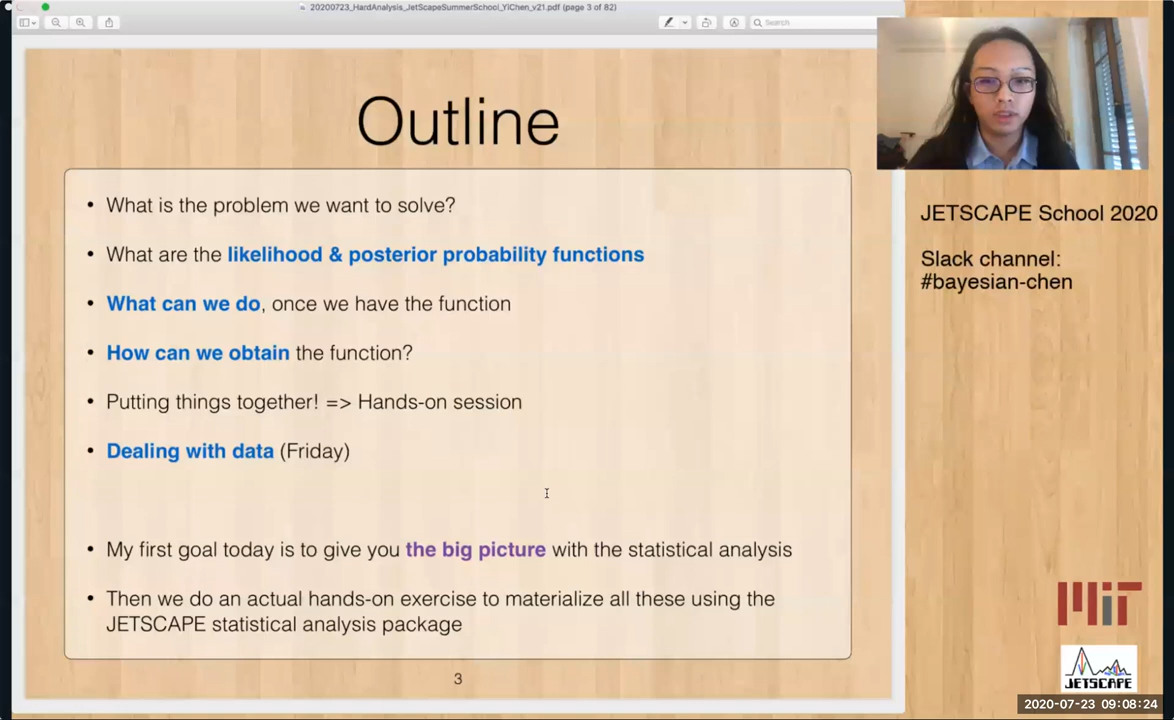 20200723_HardAnalysis_JetScapeSummerSchool_YiChen_v21.pdf (page 3 of 82)
Search
Outline
• What is the problem we want to solve?
• What are the likelihood & posterior probability functions
• What can we do, once we have the function
• How can we obtain the function?
• Putting things together! => Hands-on session
• Dealing with data (Friday)
• My first goal today is to give you the big picture with the statistical analysis
• Then we do an actual hands-on exercise to materialize all these using the
JETSCAPE statistical analysis package
3
JETSCAPE School 2020
Slack channel:
#bayesian-chen
MIT
JETSCAPE
2020-07-23 09:08:24